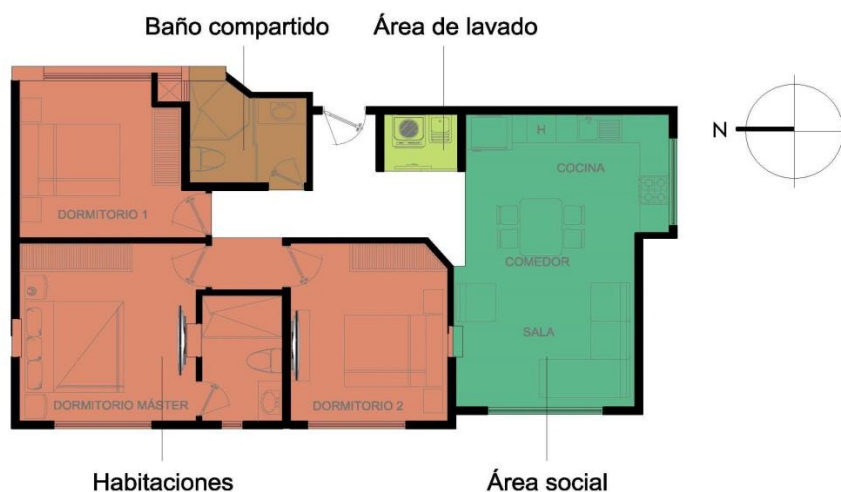 Baño compartido
Área de lavado
N
H
COCINA
DORMITORIO 1
COMEDOR
SALA
DORMITORIO MÁSTER
DORMITORIO 2
Habitaciones
Área social